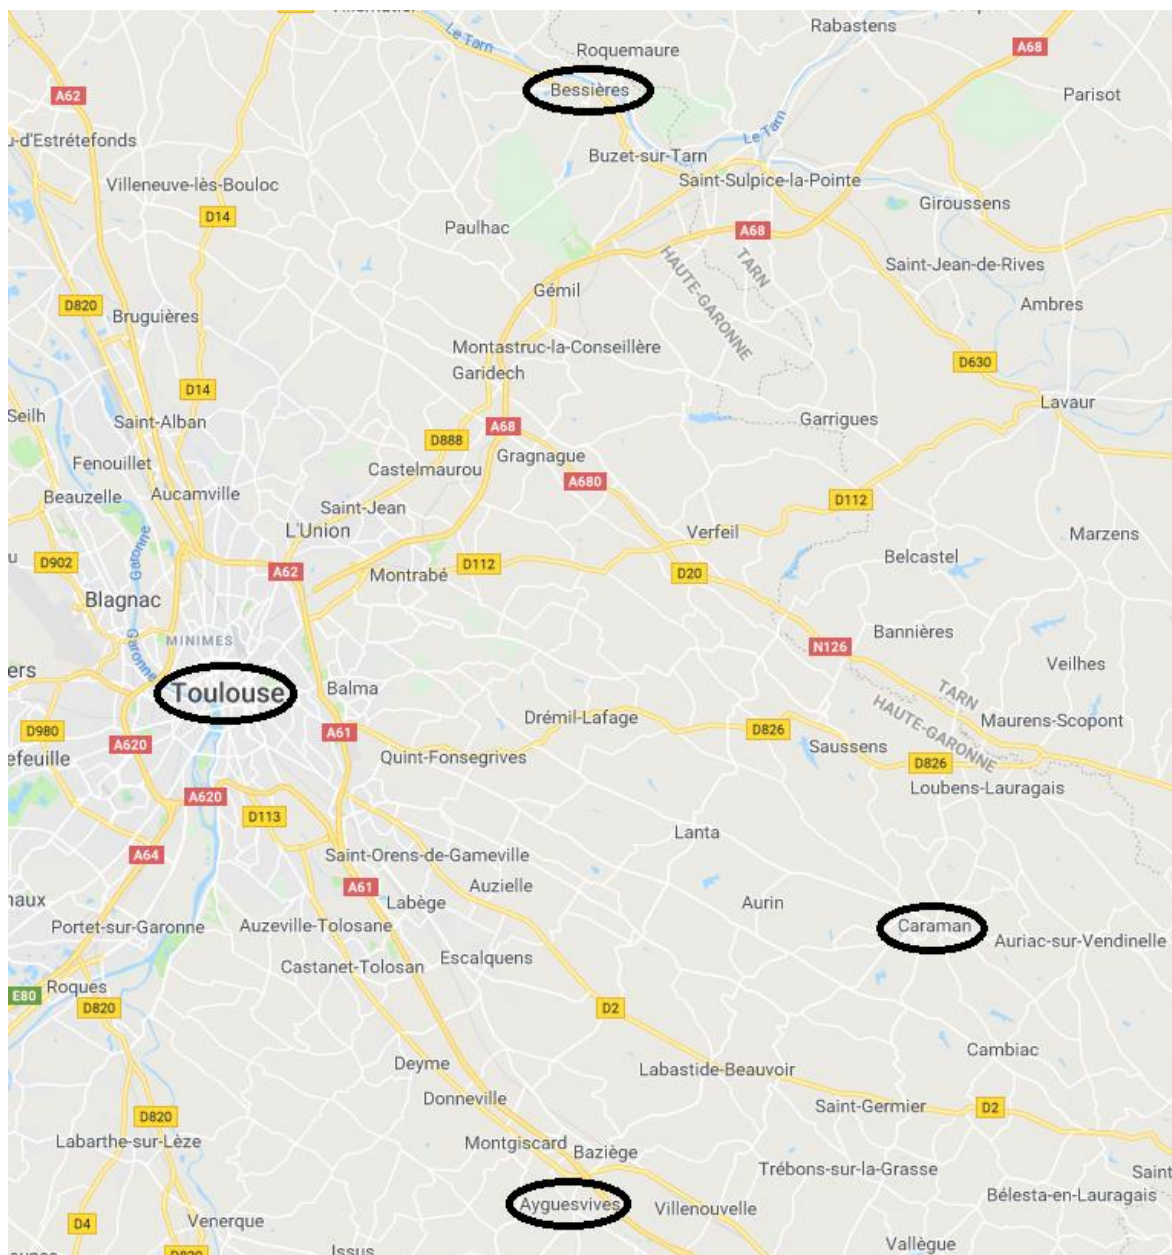 Le Tarn
Roquemaure
Rabastens
A68
A62
Bessières
Parisot
u-d'Estrétefonds
Le Tarn
Buzet-sur-Tarn
Villeneuve-lès-Bouloc
Saint-Sulpice-la-Pointe
D14
Giroussens
Paulhac
A68
TARN
HAUTE-GARONNE
Saint-Jean-de-Rives
Gémil
D820
Ambres
Bruguières
Montastruc-la-Conseillère
D630
Garidech
D14
Lavaur
Seilh
Saint-Alban
A68
Garrigues
D888
Gragnague
Fenouillet
Castelmaurou
A680
Beauzelle
Aucamville
D112
Saint-Jean
L'Union
Verfeil
Marzens
Garonne
u
D902
D112
Belcastel
A62
Montrabé
D20
Blagnac
Garonne
MINIMES
Bannières
N126
ers
Veilhes
Toulouse
Balma
TARN
HAUTE-GARONNE
Drémil-Lafage
Maurens-Scopont
D980
A61
D826
A620
Saussens
efeuille
Quint-Fonsegrives
D826
Loubens-Lauragais
A620
D113
Lanta
A64
Saint-Orens-de-Gameville
A61
Auzielle
naux
Labège
Aurin
Portet-sur-Garonne
Auzeville-Tolosane
Caraman
Auriac-sur-Vendinelle
Escalquens
Castanet-Tolosan
Roques
E80
D820
D2
Cambiac
Deyme
Labastide-Beauvoir
Donneville
Saint-Germier
D2
D820
Labarthe-sur-Lèze
Montgiscard
Baziège
Trébons-sur-la-Grasse
Saint
Bélesta-en-Lauragais
Ayguesvives
Villenouvelle
D4
Venerque
Vallègue
Issus
D820